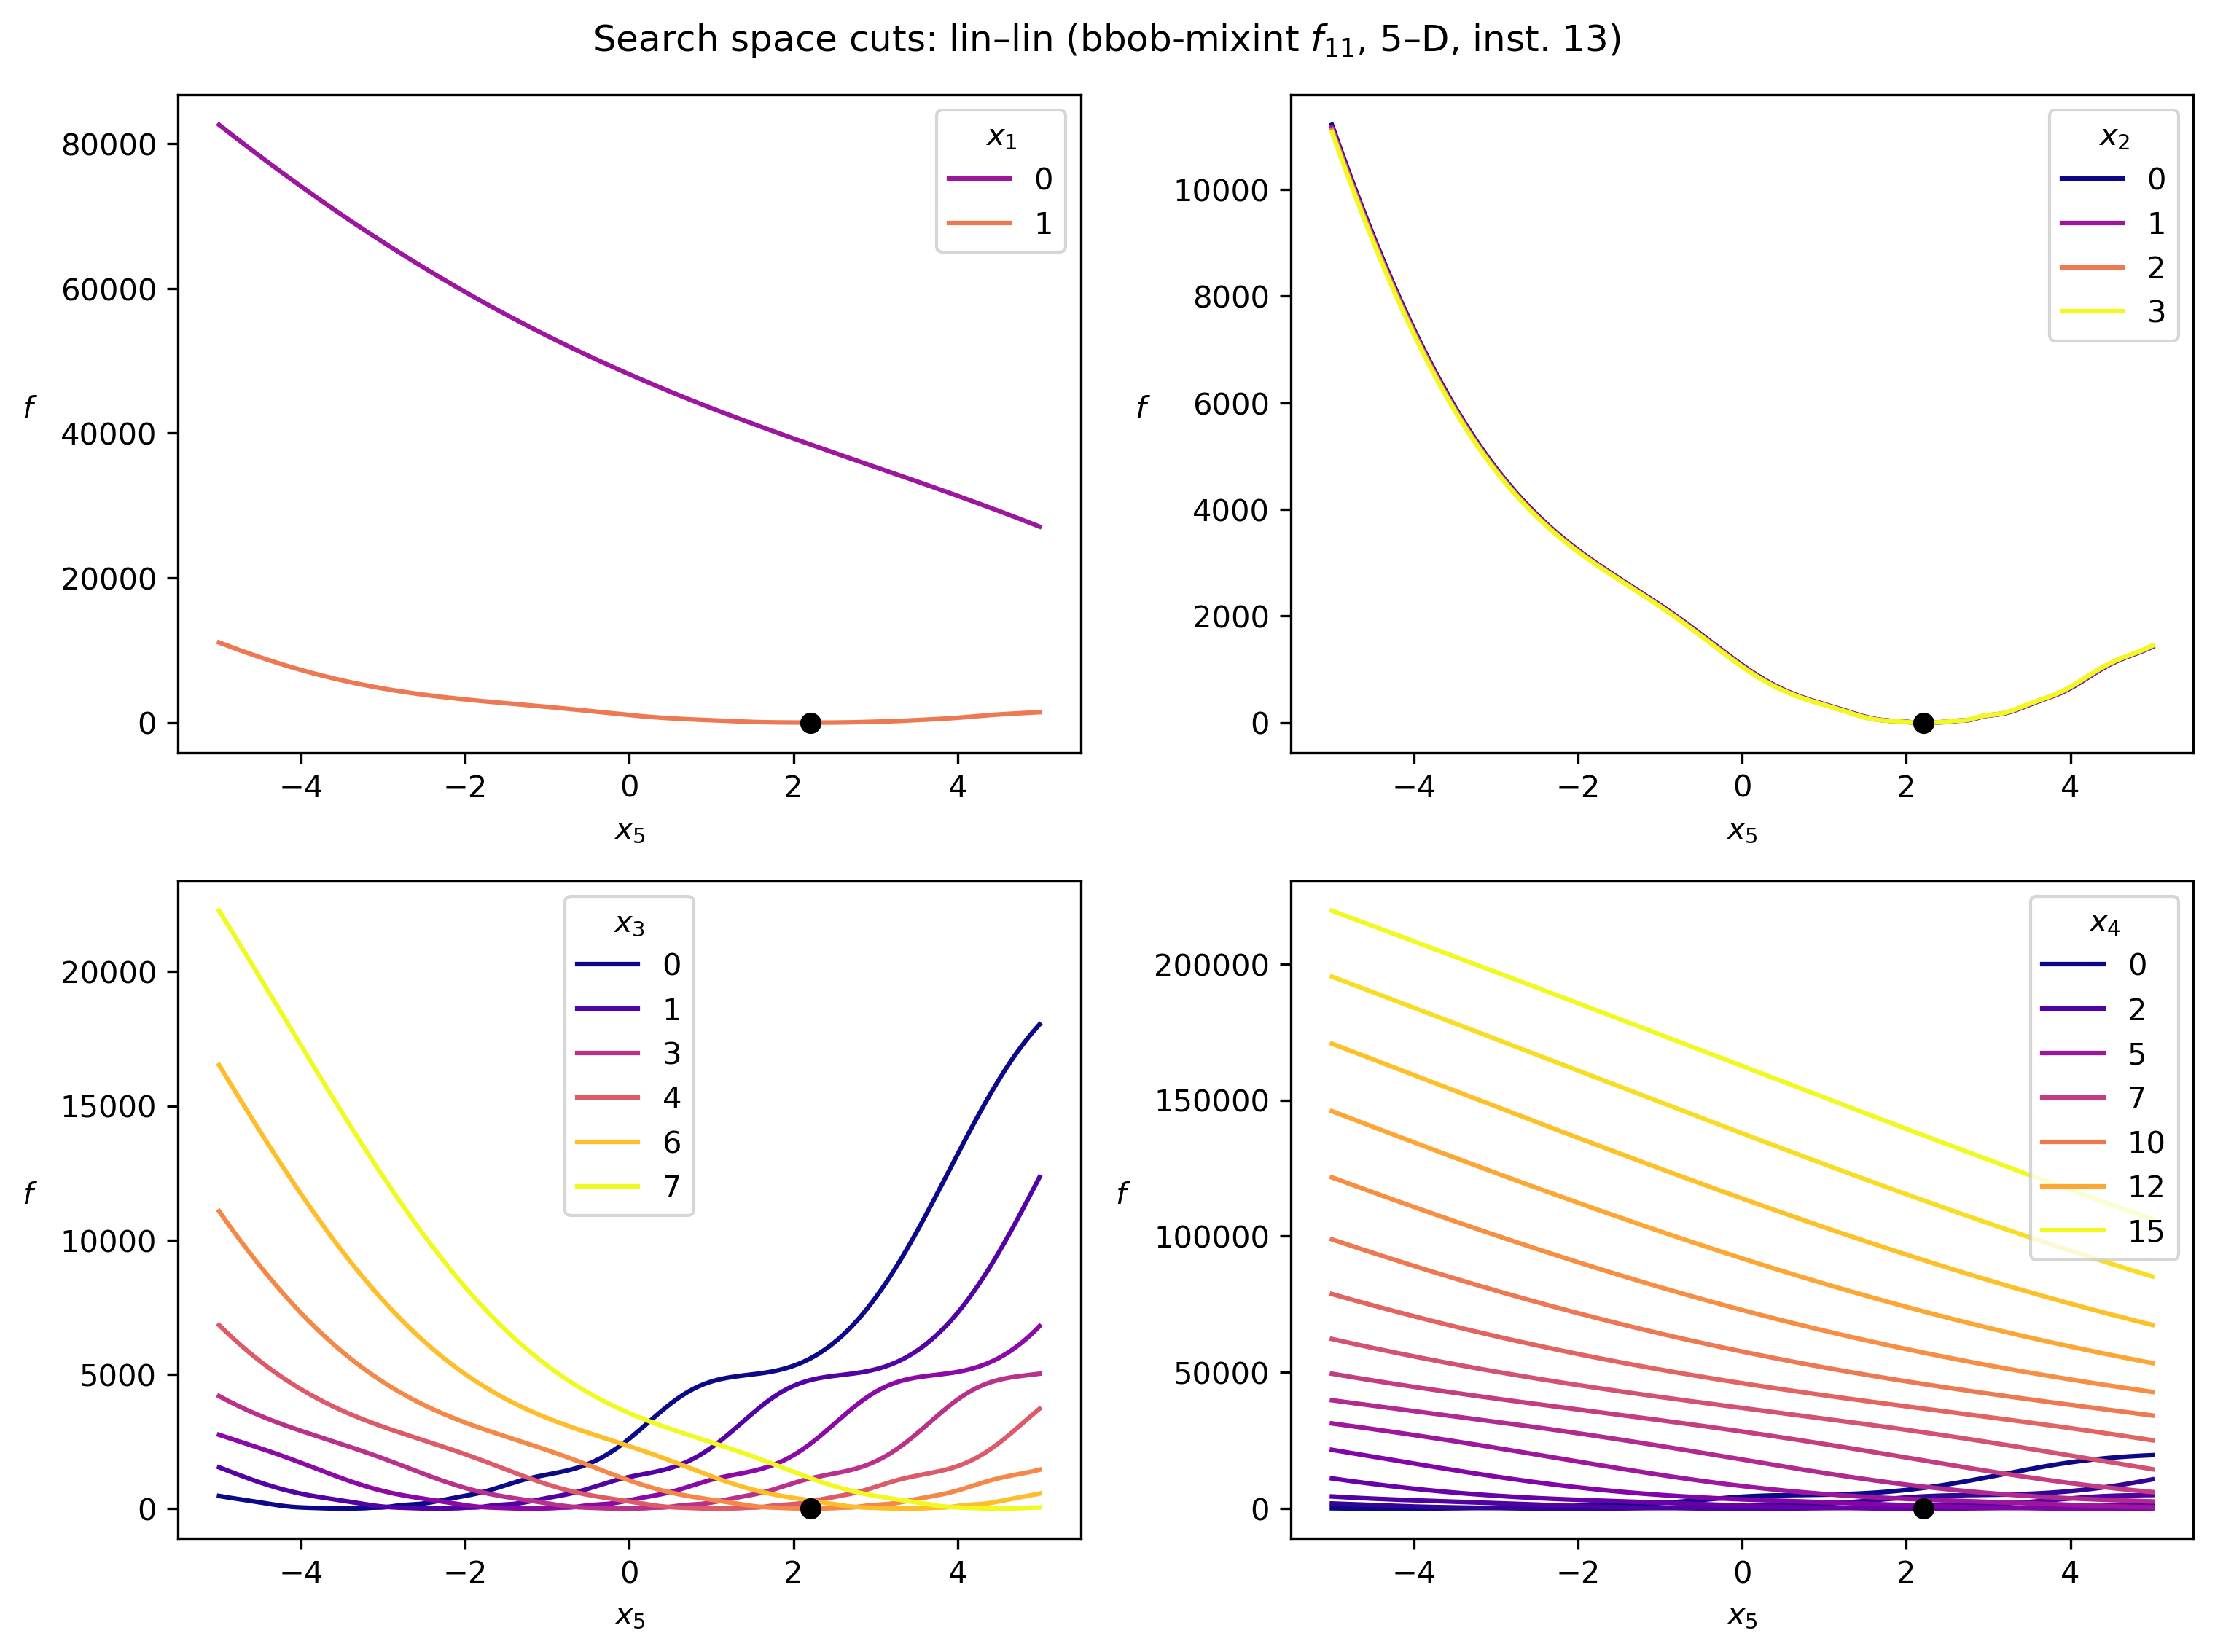 Search space cuts: lin–lin (bbob-mixint f₁₁, 5–D, inst. 13)
80000
60000
40000
20000
0
f
−4 −2 0 2 4
x₅
x₁
0
1
10000
8000
6000
4000
2000
0
f
−4 −2 0 2 4
x₅
x₂
0
1
2
3
20000
15000
10000
5000
0
f
−4 −2 0 2 4
x₅
x₃
0
1
3
4
6
7
200000
150000
100000
50000
0
f
−4 −2 0 2 4
x₅
x₄
0
2
5
7
10
12
15